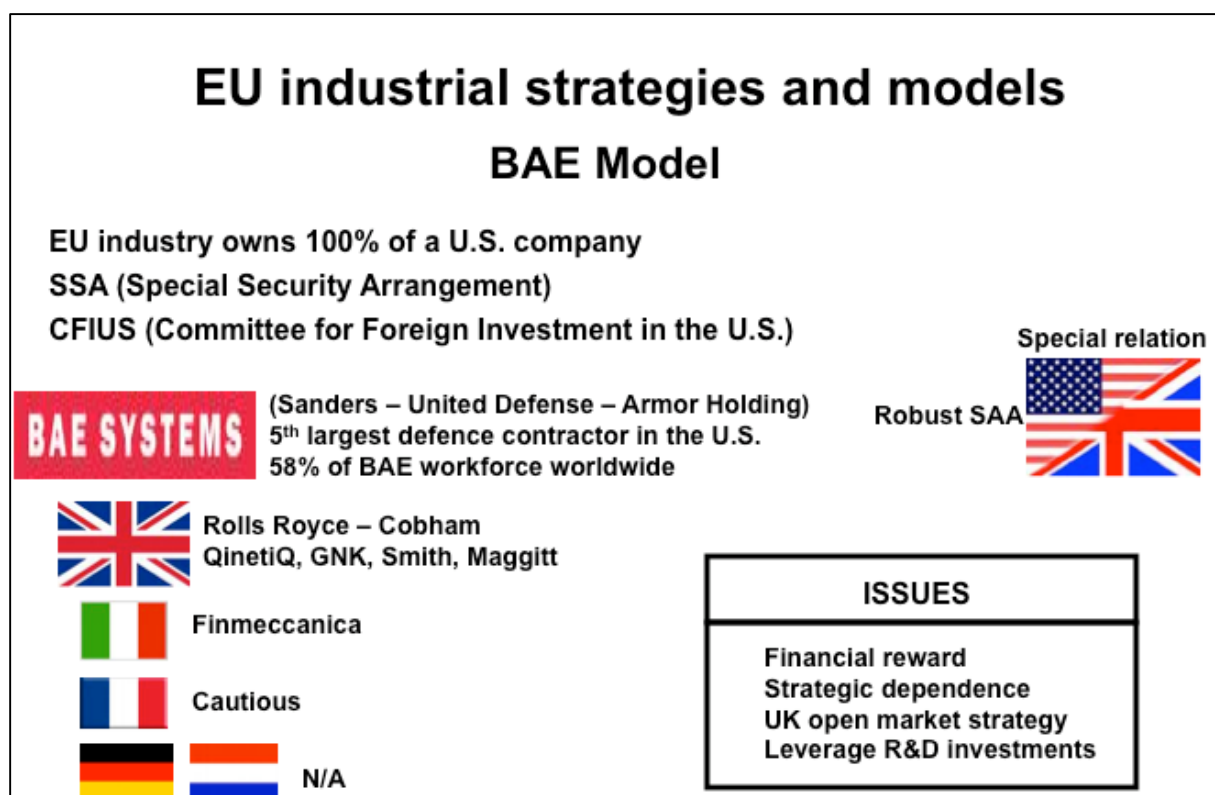 EU industrial strategies and models
BAE Model
EU industry owns 100% of a U.S. company
SSA (Special Security Arrangement)
CFIUS (Committee for Foreign Investment in the U.S.)
Special relation
Robust SAA
BAE SYSTEMS
(Sanders – United Defense – Armor Holding)
5th largest defence contractor in the U.S.
58% of BAE workforce worldwide
Rolls Royce – Cobham
QinetiQ, GNK, Smith, Maggitt
Finmeccanica
Cautious
N/A
ISSUES
Financial reward
Strategic dependence
UK open market strategy
Leverage R&D investments